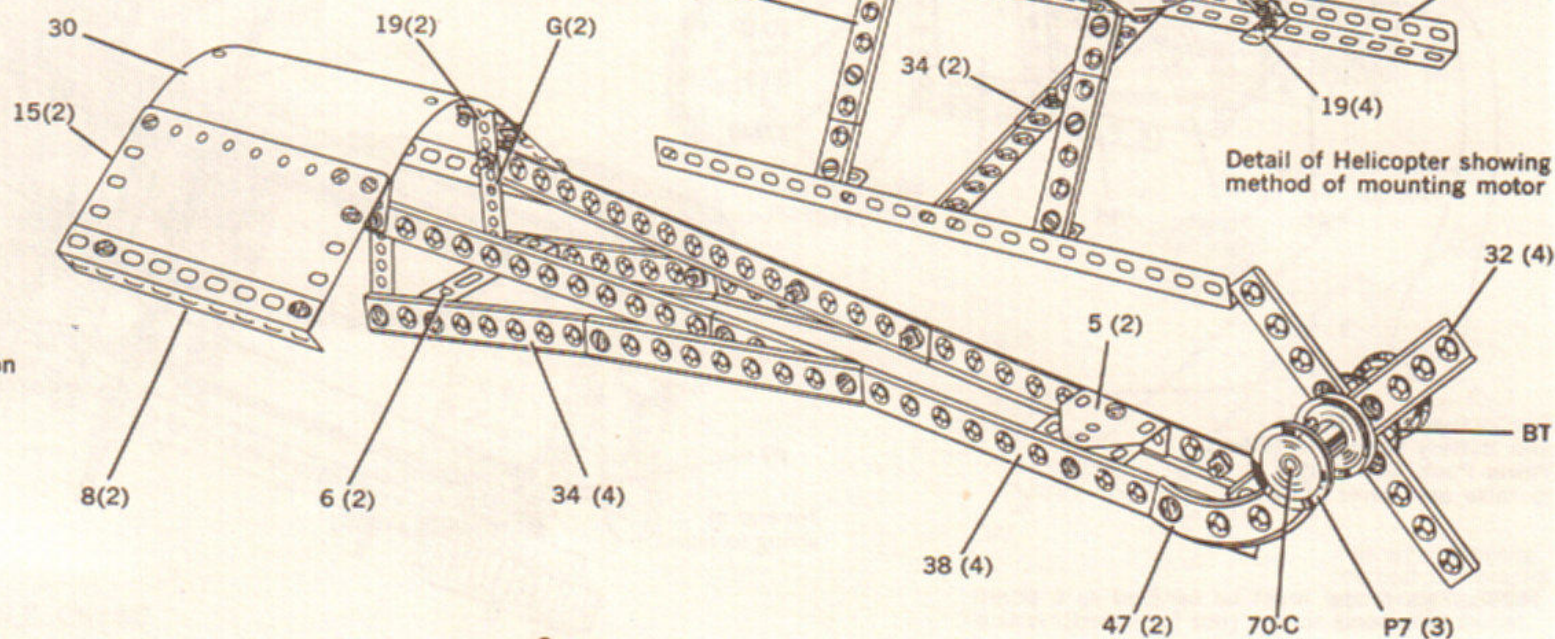 30
19(2)
G(2)
15(2)
34 (2)
19(4)
Detail of Helicopter showing
method of mounting motor
32 (4)
5 (2)
on
BT
8(2)
6 (2)
34 (4)
38 (4)
47 (2)
70-C
P7 (3)